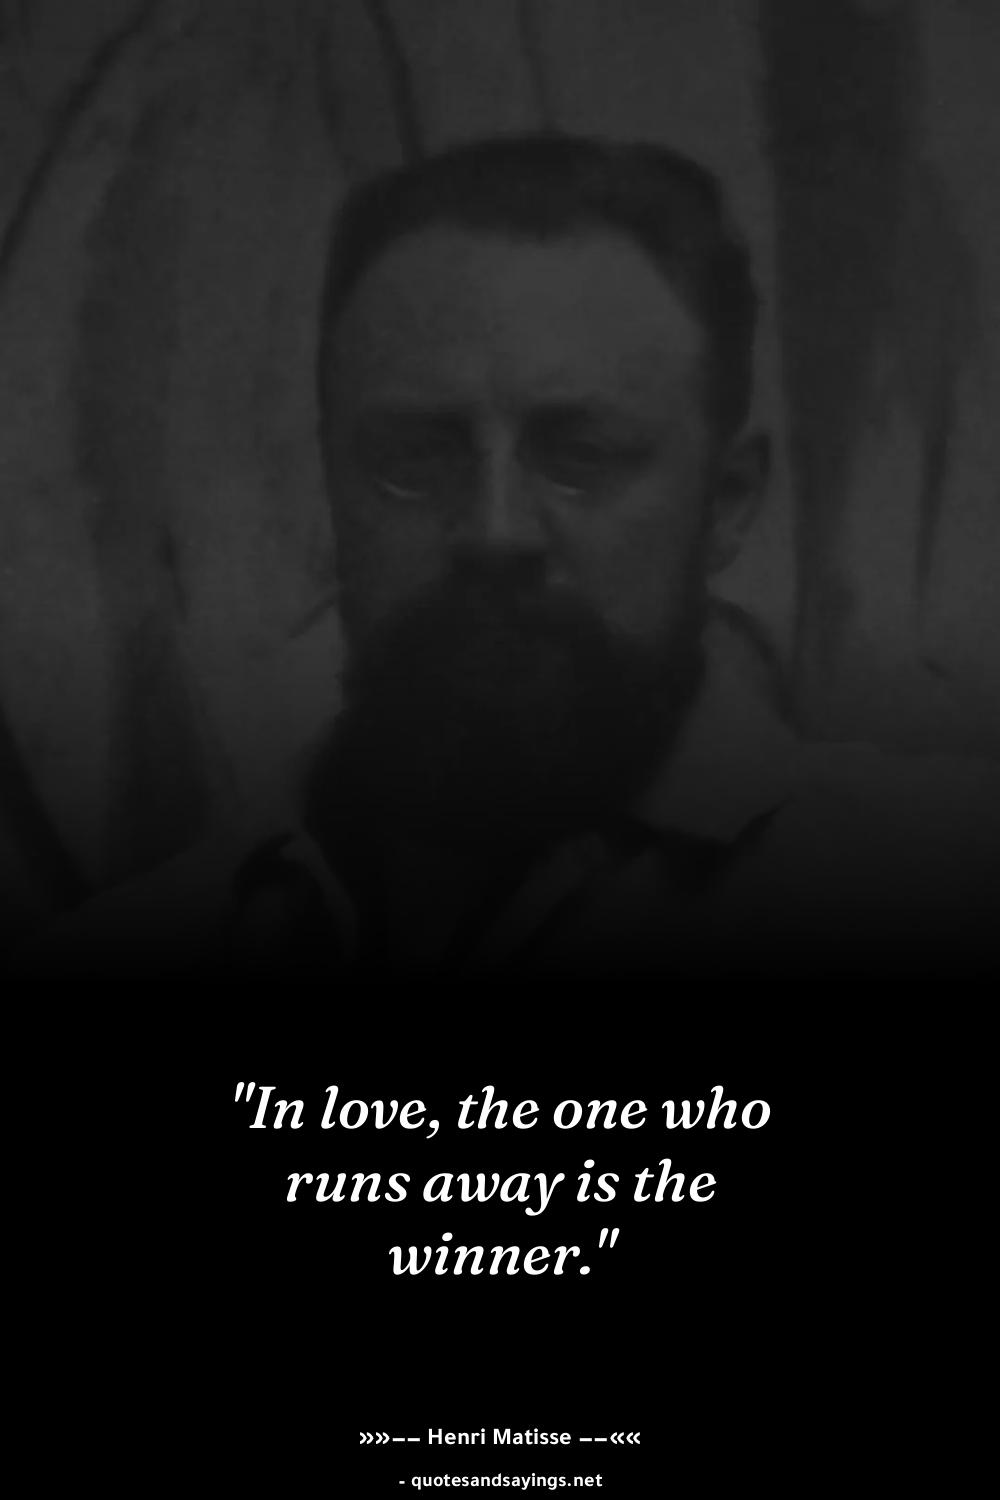 "In love, the one who
runs away is the
winner."
»»–– Henri Matisse ––««
- quotesandsayings.net